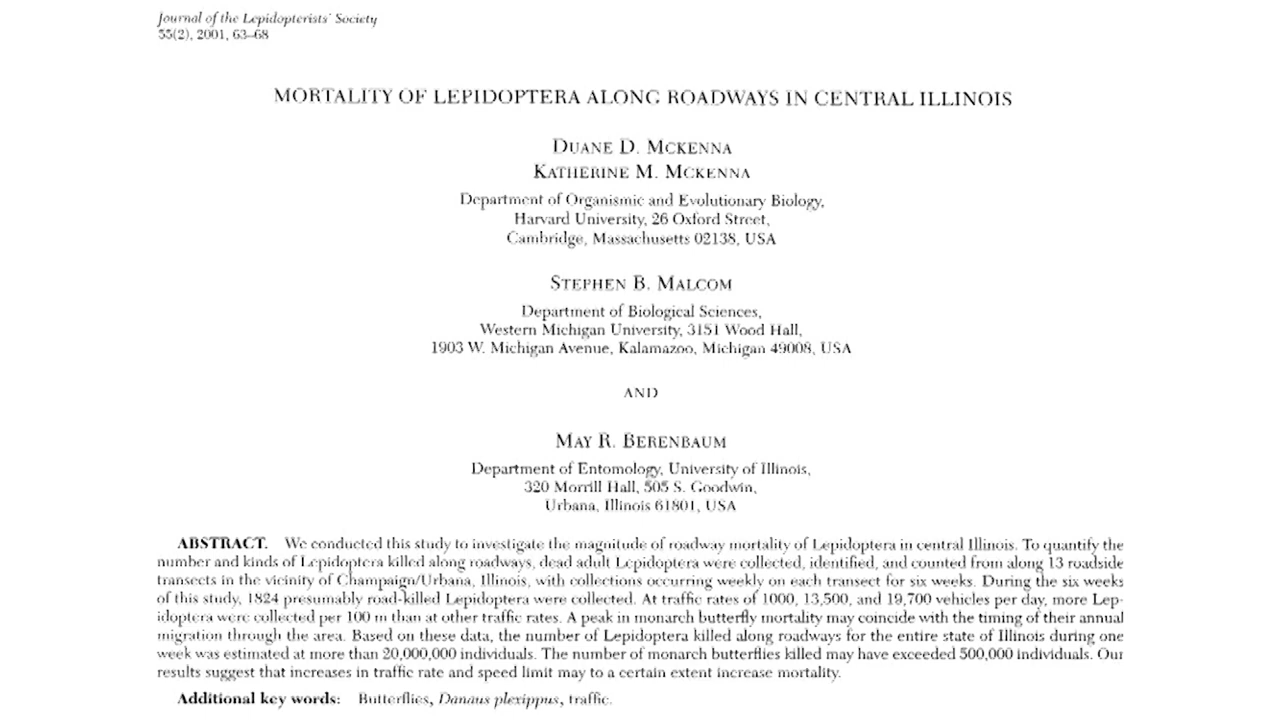 Journal of the Lepidopterists' Society
55(2), 2001, 63–68
MORTALITY OF LEPIDOPTERA ALONG ROADWAYS IN CENTRAL ILLINOIS
DUANE D. MCKENNA
KATHERINE M. MCKENNA
Department of Organismic and Evolutionary Biology,
Harvard University, 26 Oxford Street,
Cambridge, Massachusetts 02138, USA
STEPHEN B. MALCOM
Department of Biological Sciences,
Western Michigan University, 3151 Wood Hall,
1903 W. Michigan Avenue, Kalamazoo, Michigan 49008, USA
AND
MAY R. BERENBAUM
Department of Entomology, University of Illinois,
320 Morrill Hall, 505 S. Goodwin,
Urbana, Illinois 61801, USA
ABSTRACT. We conducted this study to investigate the magnitude of roadway mortality of Lepidoptera in central Illinois. To quantify the
number and kinds of Lepidoptera killed along roadways, dead adult Lepidoptera were collected, identified, and counted from along 13 roadside
transects in the vicinity of Champaign/Urbana, Illinois, with collections occurring weekly on each transect for six weeks. During the six weeks
of this study, 1824 presumably road-killed Lepidoptera were collected. At traffic rates of 1000, 13,500, and 19,700 vehicles per day, more Lep-
idoptera were collected per 100 m than at other traffic rates. A peak in monarch butterfly mortality may coincide with the timing of their annual
migration through the area. Based on these data, the number of Lepidoptera killed along roadways for the entire state of Illinois during one
week was estimated at more than 20,000,000 individuals. The number of monarch butterflies killed may have exceeded 500,000 individuals. Our
results suggest that increases in traffic rate and speed limit may to a certain extent increase mortality.
Additional key words: Butterflies, Danaus plexippus, traffic.